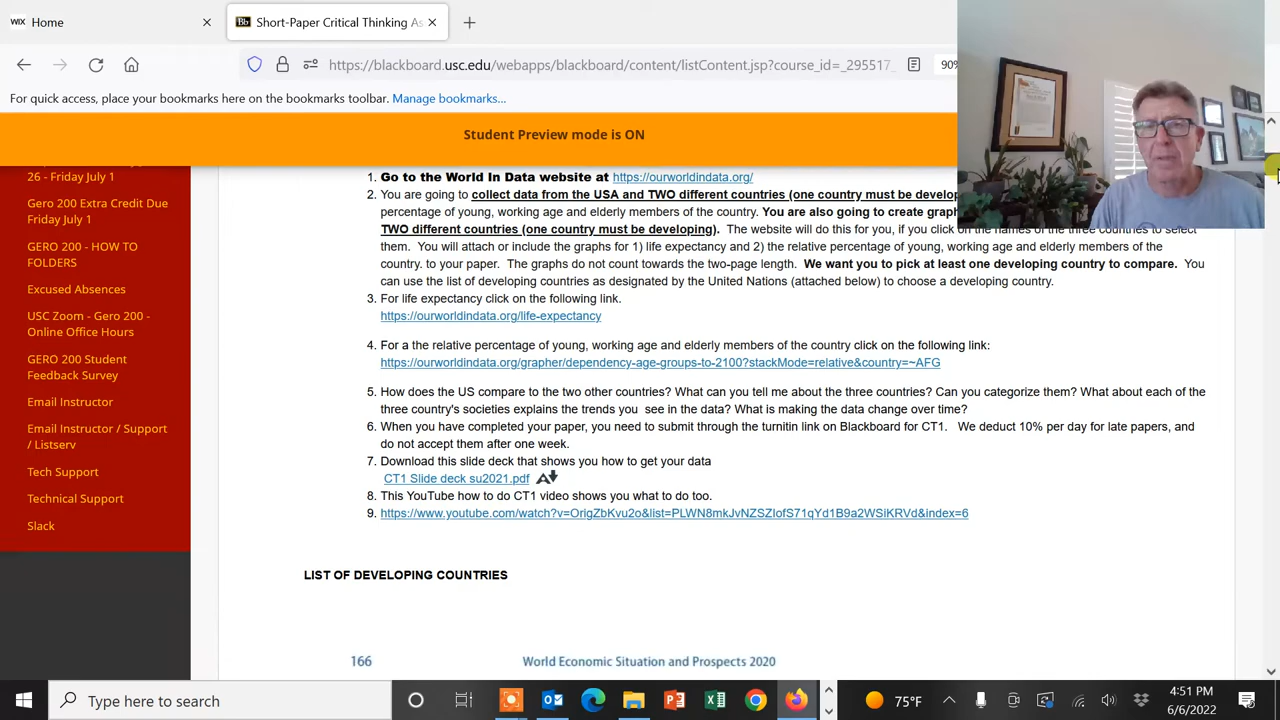 WIX Home
Bb Short-Paper Critical Thinking As
https://blackboard.usc.edu/webapps/blackboard/content/listContent.jsp?course_id=_295517_
90%
For quick access, place your bookmarks here on the bookmarks toolbar. Manage bookmarks...
Student Preview mode is ON
26 - Friday July 1
Gero 200 Extra Credit Due
Friday July 1
GERO 200 - HOW TO
FOLDERS
Excused Absences
USC Zoom - Gero 200 -
Online Office Hours
GERO 200 Student
Feedback Survey
Email Instructor
Email Instructor / Support
/ Listserv
Tech Support
Technical Support
Slack
1. Go to the World In Data website at https://ourworldindata.org/
2. You are going to collect data from the USA and TWO different countries (one country must be develop
percentage of young, working age and elderly members of the country. You are also going to create graph
TWO different countries (one country must be developing). The website will do this for you, if you click on the names of the three countries to select
them. You will attach or include the graphs for 1) life expectancy and 2) the relative percentage of young, working age and elderly members of the
country. to your paper. The graphs do not count towards the two-page length. We want you to pick at least one developing country to compare. You
can use the list of developing countries as designated by the United Nations (attached below) to choose a developing country.
3. For life expectancy click on the following link.
https://ourworldindata.org/life-expectancy
4. For a the relative percentage of young, working age and elderly members of the country click on the following link:
https://ourworldindata.org/grapher/dependency-age-groups-to-2100?stackMode=relative&country=~AFG
5. How does the US compare to the two other countries? What can you tell me about the three countries? Can you categorize them? What about each of the
three country's societies explains the trends you see in the data? What is making the data change over time?
6. When you have completed your paper, you need to submit through the turnitin link on Blackboard for CT1. We deduct 10% per day for late papers, and
do not accept them after one week.
7. Download this slide deck that shows you how to get your data
CT1 Slide deck su2021.pdf
8. This YouTube how to do CT1 video shows you what to do too.
9. https://www.youtube.com/watch?v=OrigZbKvu2o&list=PLWN8mkJvNZSZIofS71qYd1B9a2WSiKRVd&index=6
LIST OF DEVELOPING COUNTRIES
166 World Economic Situation and Prospects 2020
Type here to search
75°F
4:51 PM
6/6/2022